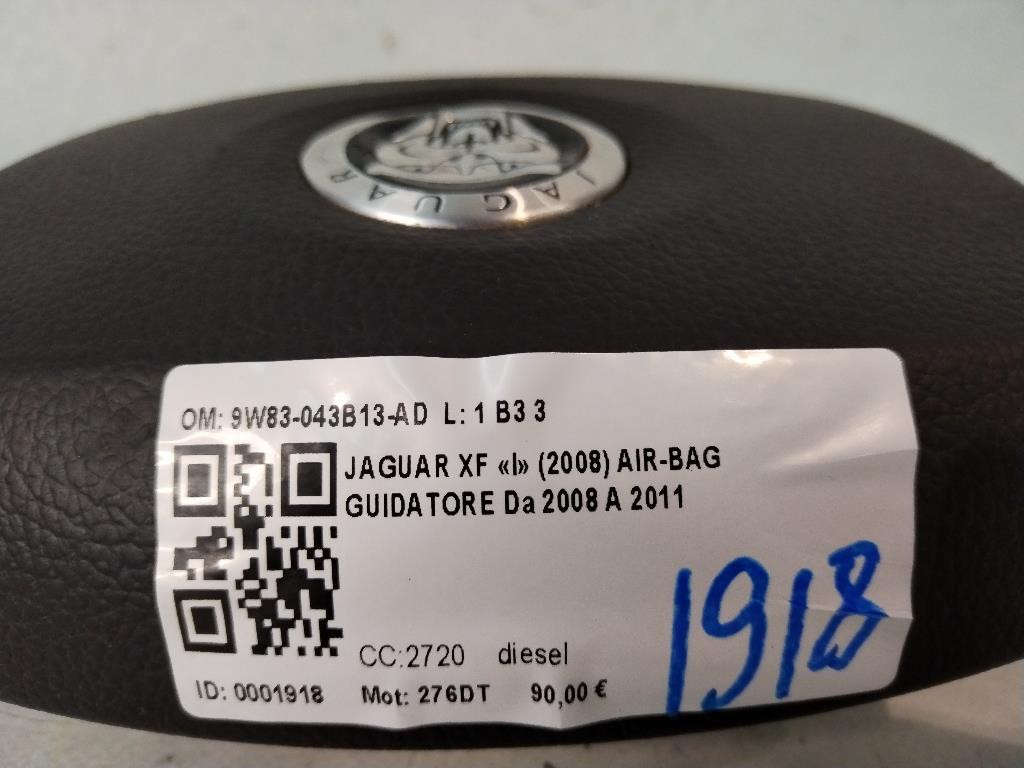 JAGUAR
OM: 9W83-043B13-AD L: 1 B3 3
JAGUAR XF «I» (2008) AIR-BAG
GUIDATORE Da 2008 A 2011
1918
CC:2720 diesel
ID: 0001918 Mot: 276DT 90,00 €